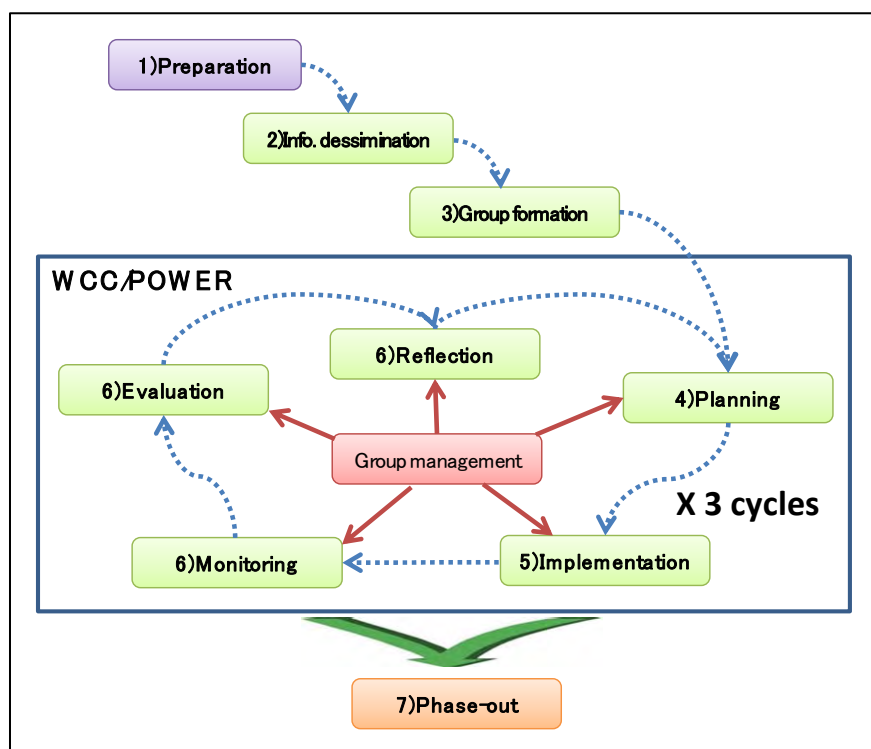 1)Preparation
2)Info. dessimination
3)Group formation
WCC/POWER
6)Reflection
6)Evaluation
4)Planning
Group management
X 3 cycles
6)Monitoring
5)Implementation
7)Phase-out